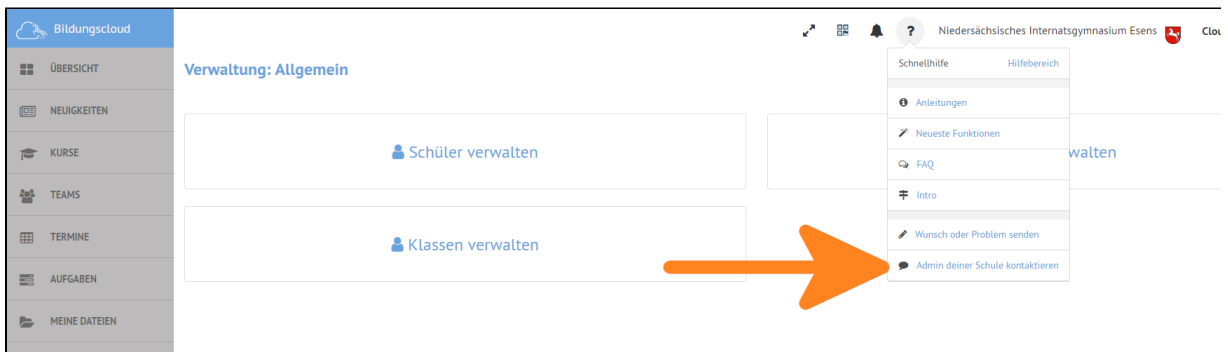 Bildungscloud
? Niedersächsisches Internatsgymnasium Esens Clou
ÜBERSICHT
NEUIGKEITEN
KURSE
TEAMS
TERMINE
AUFGABEN
MEINE DATEIEN
Verwaltung: Allgemein
Schüler verwalten
walten
Klassen verwalten
Schnellhilfe Hilfebereich
Anleitungen
Neueste Funktionen
FAQ
Intro
Wunsch oder Problem senden
Admin deiner Schule kontaktieren